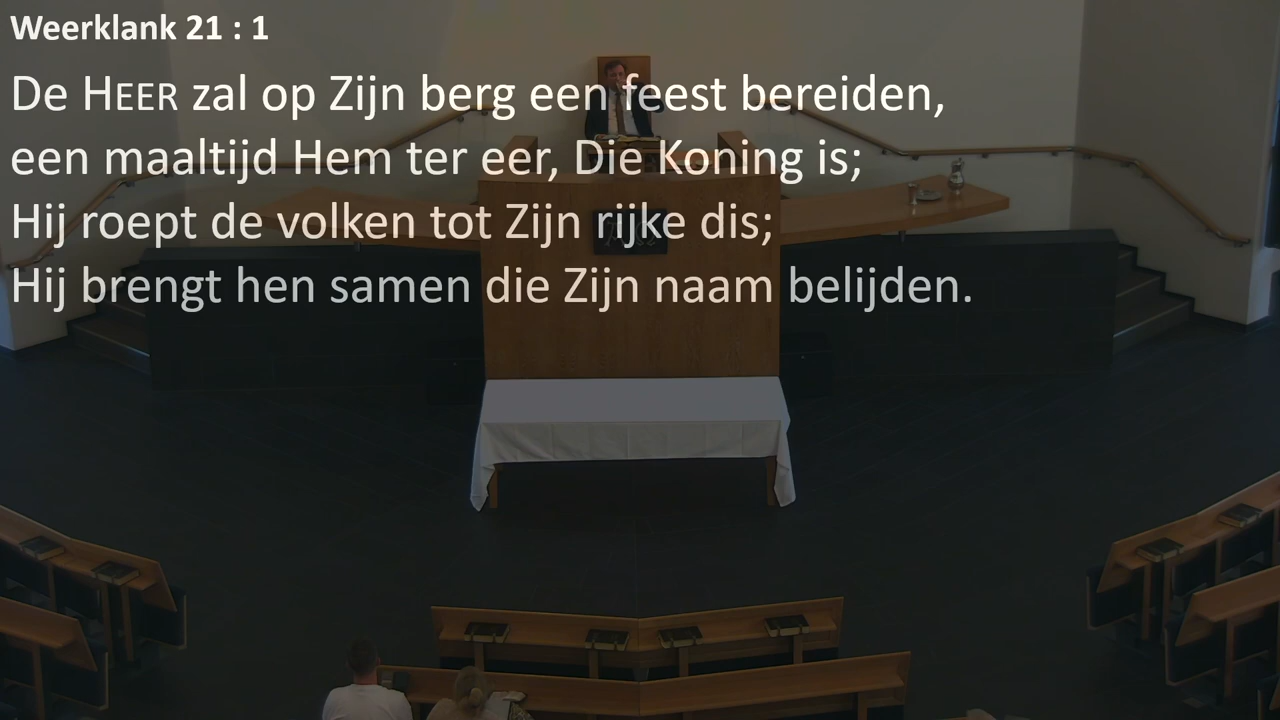 Weerklank 21 : 1
De HEER zal op Zijn berg een feest bereiden,
een maaltijd Hem ter eer, Die Koning is;
Hij roept de volken tot Zijn rijke dis;
Hij brengt hen samen die Zijn naam belijden.